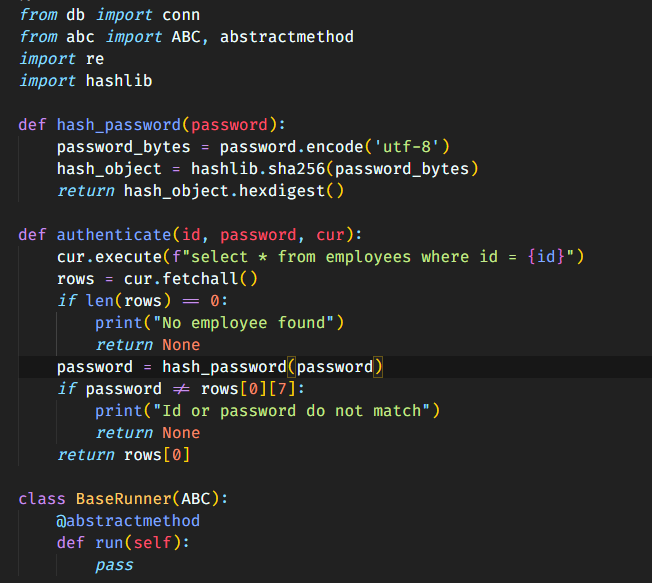 from db import conn
from abc import ABC, abstractmethod
import re
import hashlib

def hash_password(password):
    password_bytes = password.encode('utf-8')
    hash_object = hashlib.sha256(password_bytes)
    return hash_object.hexdigest()

def authenticate(id, password, cur):
    cur.execute(f"select * from employees where id = {id}")
    rows = cur.fetchall()
    if len(rows) == 0:
        print("No employee found")
        return None
    password = hash_password(password)
    if password != rows[0][7]:
        print("Id or password do not match")
        return None
    return rows[0]

class BaseRunner(ABC):
    @abstractmethod
    def run(self):
        pass